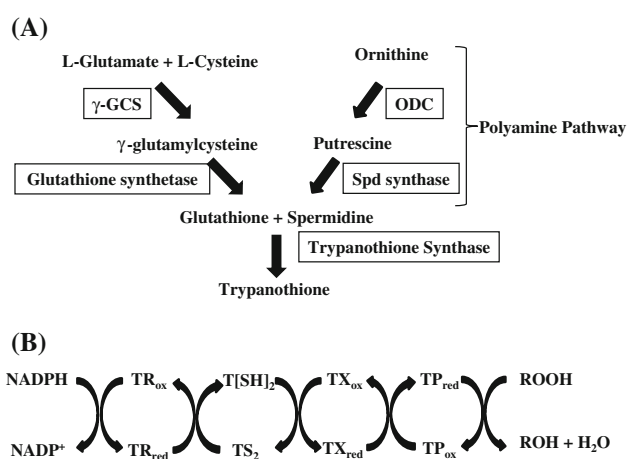 (A)
L-Glutamate + L-Cysteine
Ornithine
γ-GCS
ODC
Polyamine Pathway
γ-glutamylcysteine
Putrescine
Glutathione synthetase
Spd synthase
Glutathione + Spermidine
Trypanothione Synthase
Trypanothione
(B)
NADPH TRox T[SH]2 TXox TPred ROOH
NADP+ TRred TS2 TXred TPox ROH + H2O